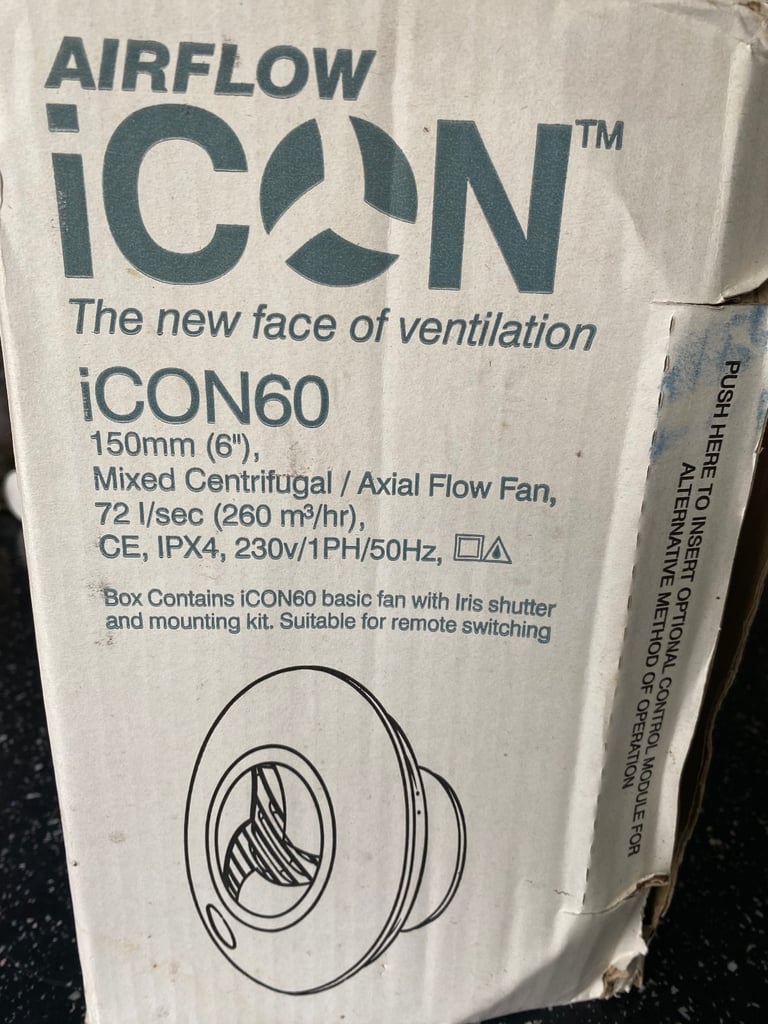 AIRFLOW
iCON™
The new face of ventilation
iCON60
150mm (6"),
Mixed Centrifugal / Axial Flow Fan,
72 l/sec (260 m³/hr),
CE, IPX4, 230v/1PH/50Hz,
Box Contains iCON60 basic fan with Iris shutter
and mounting kit. Suitable for remote switching
PUSH HERE TO INSERT OPTIONAL CONTROL MODULE FOR
ALTERNATIVE METHOD OF OPERATION